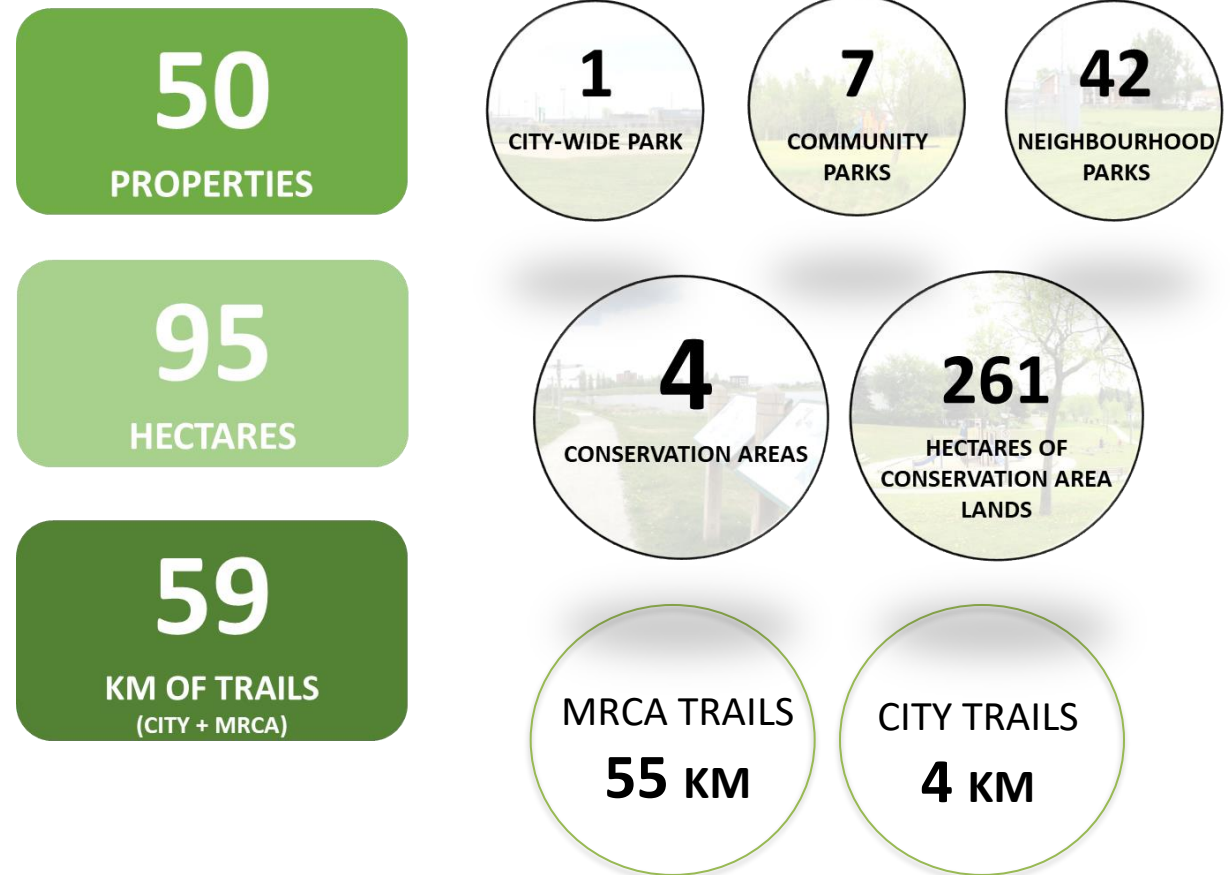 50
PROPERTIES
1
CITY-WIDE PARK
7
COMMUNITY
PARKS
42
NEIGHBOURHOOD
PARKS
95
HECTARES
4
CONSERVATION AREAS
261
HECTARES OF
CONSERVATION AREA
LANDS
59
KM OF TRAILS
(CITY + MRCA)
MRCA TRAILS
55 KM
CITY TRAILS
4 KM